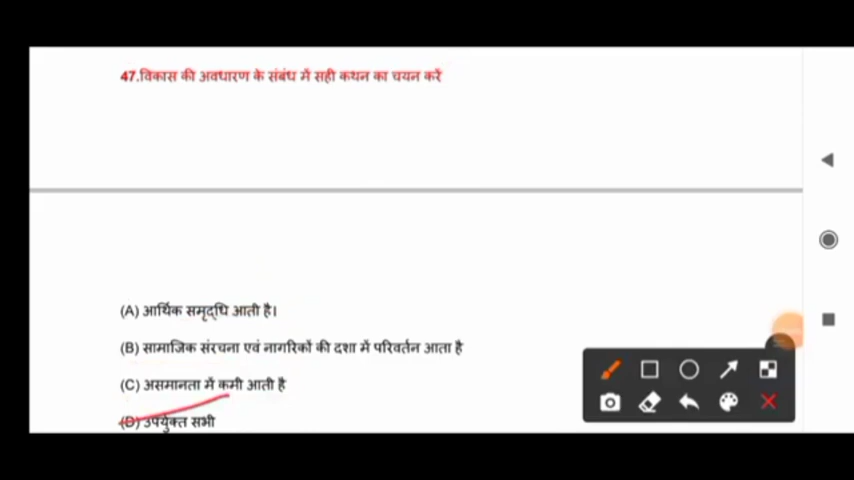 47.विकास की अवधारण के संबंध में सही कथन का चयन करें
(A) आर्थिक समृद्धि आती है।
(B) सामाजिक संरचना एवं नागरिकों की दशा में परिवर्तन आता है
(C) असमानता में कमी आती है
(D) उपर्युक्त सभी